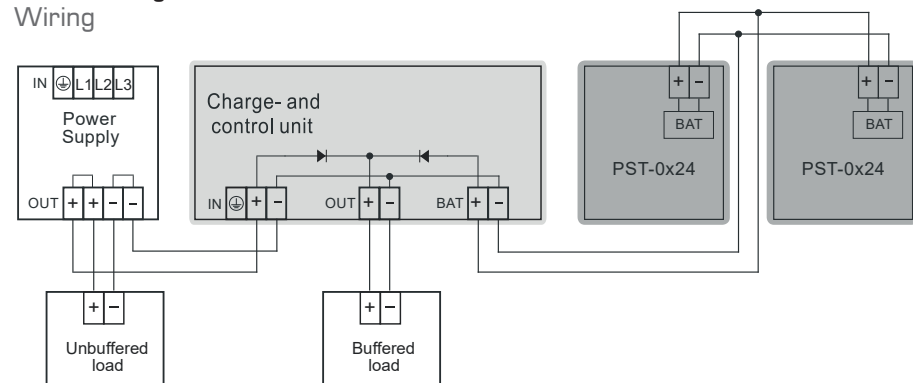 Wiring
IN L1 L2 L3
Power
Supply
OUT + + − −
Charge- and
control unit
IN + −
OUT + −
BAT + −
+ −
BAT
PST-0x24
+ −
BAT
PST-0x24
+ −
Unbuffered
load
+ −
Buffered
load